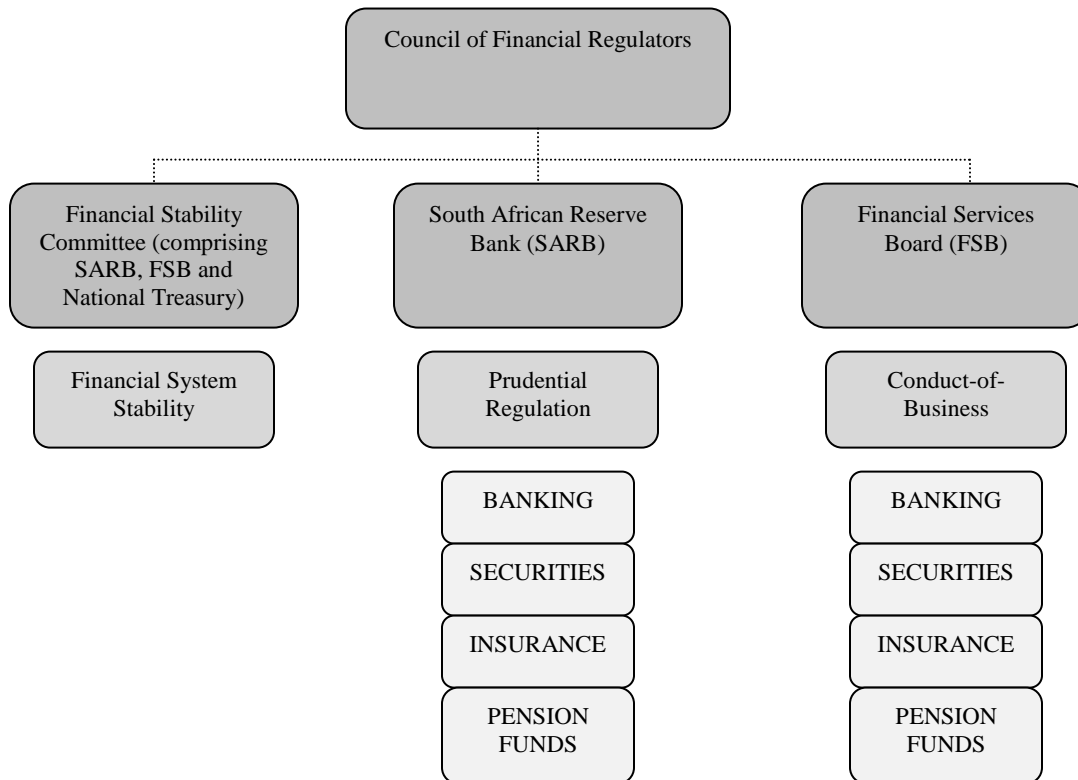 Council of Financial Regulators
Financial Stability
Committee (comprising
SARB, FSB and
National Treasury)
South African Reserve
Bank (SARB)
Financial Services
Board (FSB)
Financial System
Stability
Prudential
Regulation
Conduct-of-
Business
BANKING
SECURITIES
INSURANCE
PENSION
FUNDS
BANKING
SECURITIES
INSURANCE
PENSION
FUNDS